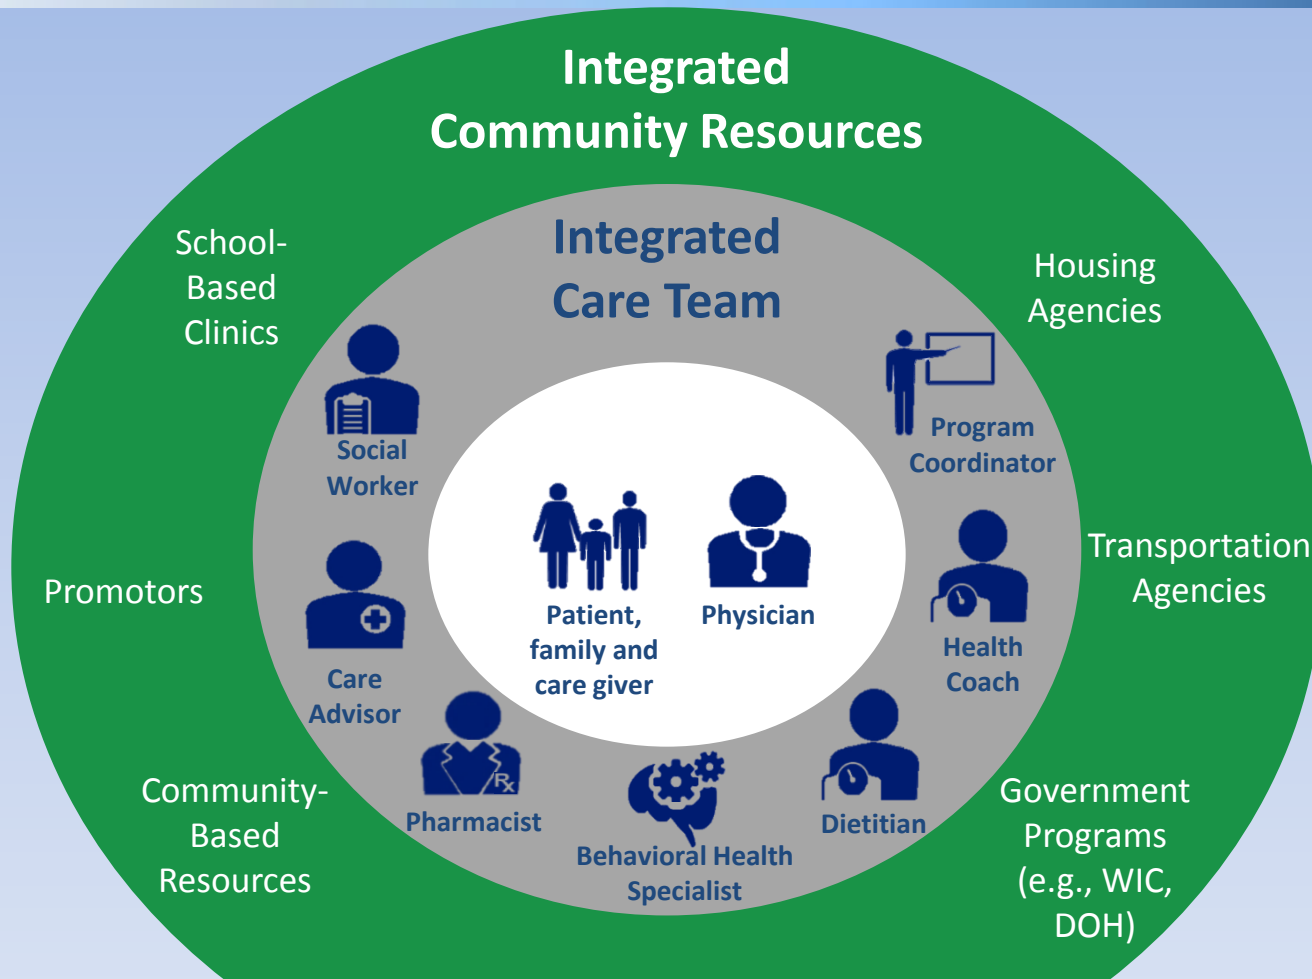 Integrated
Community Resources
School-
Based
Clinics
Housing
Agencies
Promotors
Transportation
Agencies
Community-
Based
Resources
Government
Programs
(e.g., WIC,
DOH)
Integrated
Care Team
Social
Worker
Program
Coordinator
Care
Advisor
Health
Coach
Rx
Pharmacist
Behavioral Health
Specialist
Dietitian
Patient,
family and
care giver
Physician